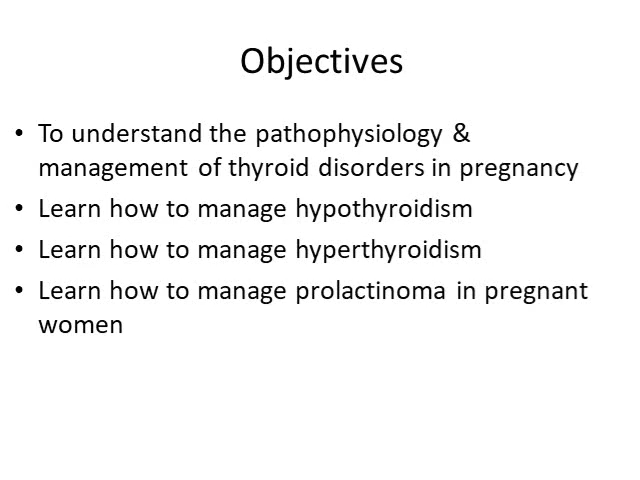 Objectives
• To understand the pathophysiology &
management of thyroid disorders in pregnancy
• Learn how to manage hypothyroidism
• Learn how to manage hyperthyroidism
• Learn how to manage prolactinoma in pregnant
women